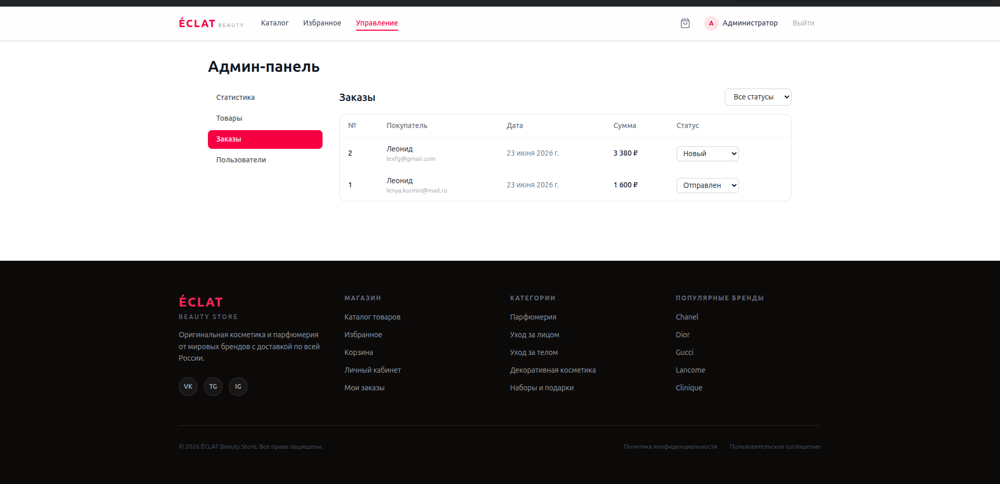 ÉCLAT BEAUTY Каталог Избранное Управление A Администратор Выйти
Админ-панель
Статистика
Товары
Заказы
Пользователи
Заказы Все статусы
№ Покупатель Дата Сумма Статус
2 Леонид lexfg@gmail.com 23 июня 2026 г. 3 380 ₽ Новый
1 Леонид lenya.kurinin@mail.ru 23 июня 2026 г. 1 600 ₽ Отправлен
ÉCLAT
BEAUTY STORE
Оригинальная косметика и парфюмерия
от мировых брендов с доставкой по всей
России.
VK TG IG
МАГАЗИН
Каталог товаров
Избранное
Корзина
Личный кабинет
Мои заказы
КАТЕГОРИИ
Парфюмерия
Уход за лицом
Уход за телом
Декоративная косметика
Наборы и подарки
ПОПУЛЯРНЫЕ БРЕНДЫ
Chanel
Dior
Gucci
Lancome
Clinique
© 2026 ÉCLAT Beauty Store. Все права защищены. Политика конфиденциальности Пользовательское соглашение